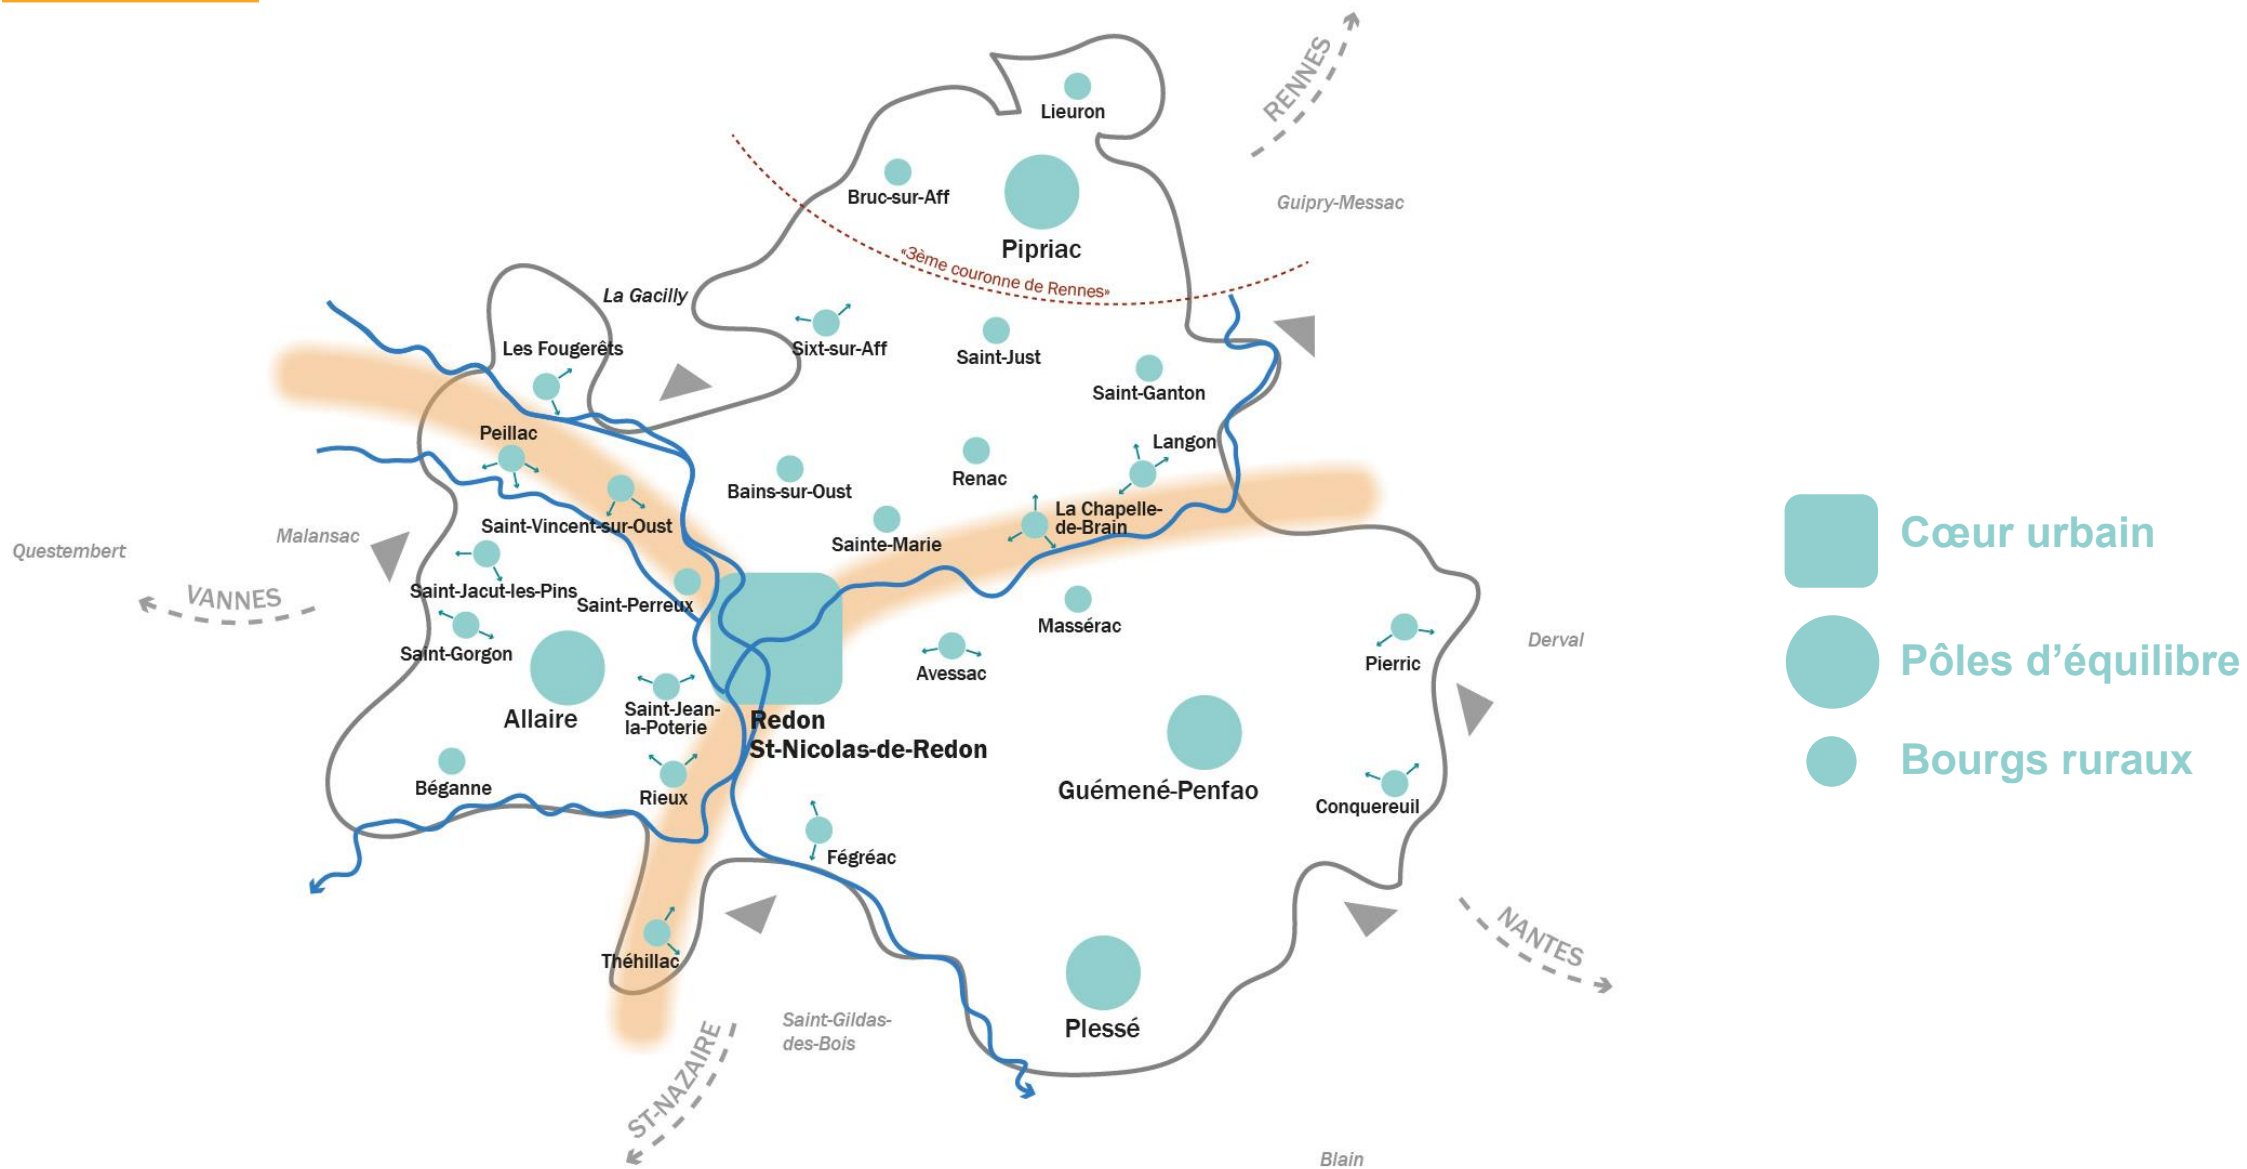 RENNES
Lieuron
Bruc-sur-Aff
Guipry-Messac
Pipriac
«3ème couronne de Rennes»
La Gacilly
Les Fougerêts
Sixt-sur-Aff
Saint-Just
Saint-Ganton
Peillac
Langon
Renac
Bains-sur-Oust
La Chapelle-
de-Brain
Saint-Vincent-sur-Oust
Sainte-Marie
Malansac
Questembert
VANNES
Saint-Jacut-les-Pins
Saint-Perreux
Massérac
Saint-Gorgon
Avessac
Pierric
Derval
Allaire
Saint-Jean-
la-Poterie
Redon
St-Nicolas-de-Redon
Béganne
Rieux
Guémené-Penfao
Conquereuil
Fégréac
Théhillac
NANTES
Saint-Gildas-
des-Bois
Plessé
ST-NAZAIRE
Blain
Cœur urbain
Pôles d’équilibre
Bourgs ruraux